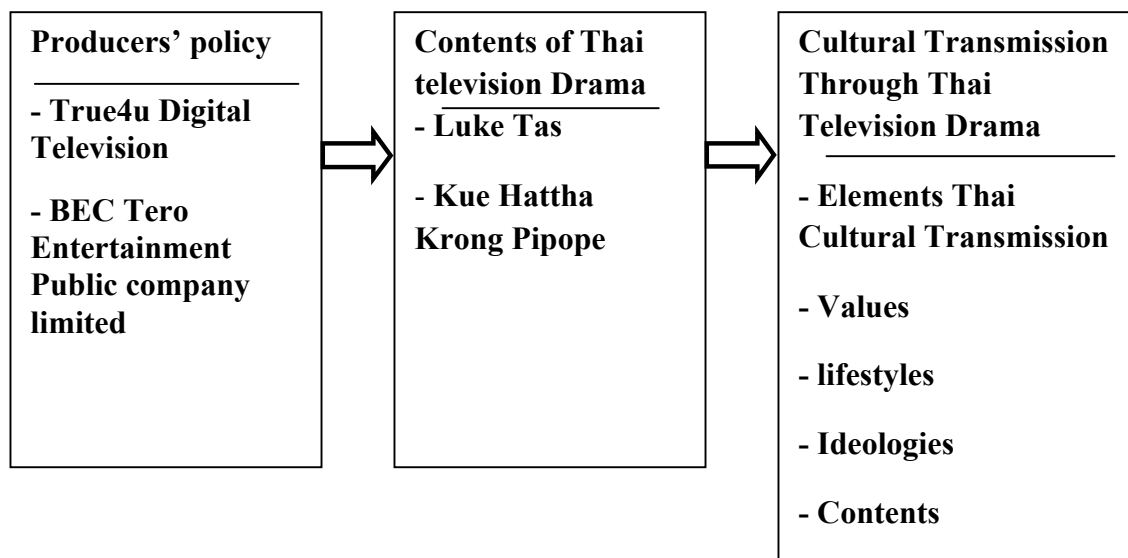 Producers’ policy
- True4u Digital
Television
- BEC Tero
Entertainment
Public company
limited
Contents of Thai
television Drama
- Luke Tas
- Kue Hattha
Krong Pipope
Cultural Transmission
Through Thai
Television Drama
- Elements Thai
Cultural Transmission
- Values
- lifestyles
- Ideologies
- Contents